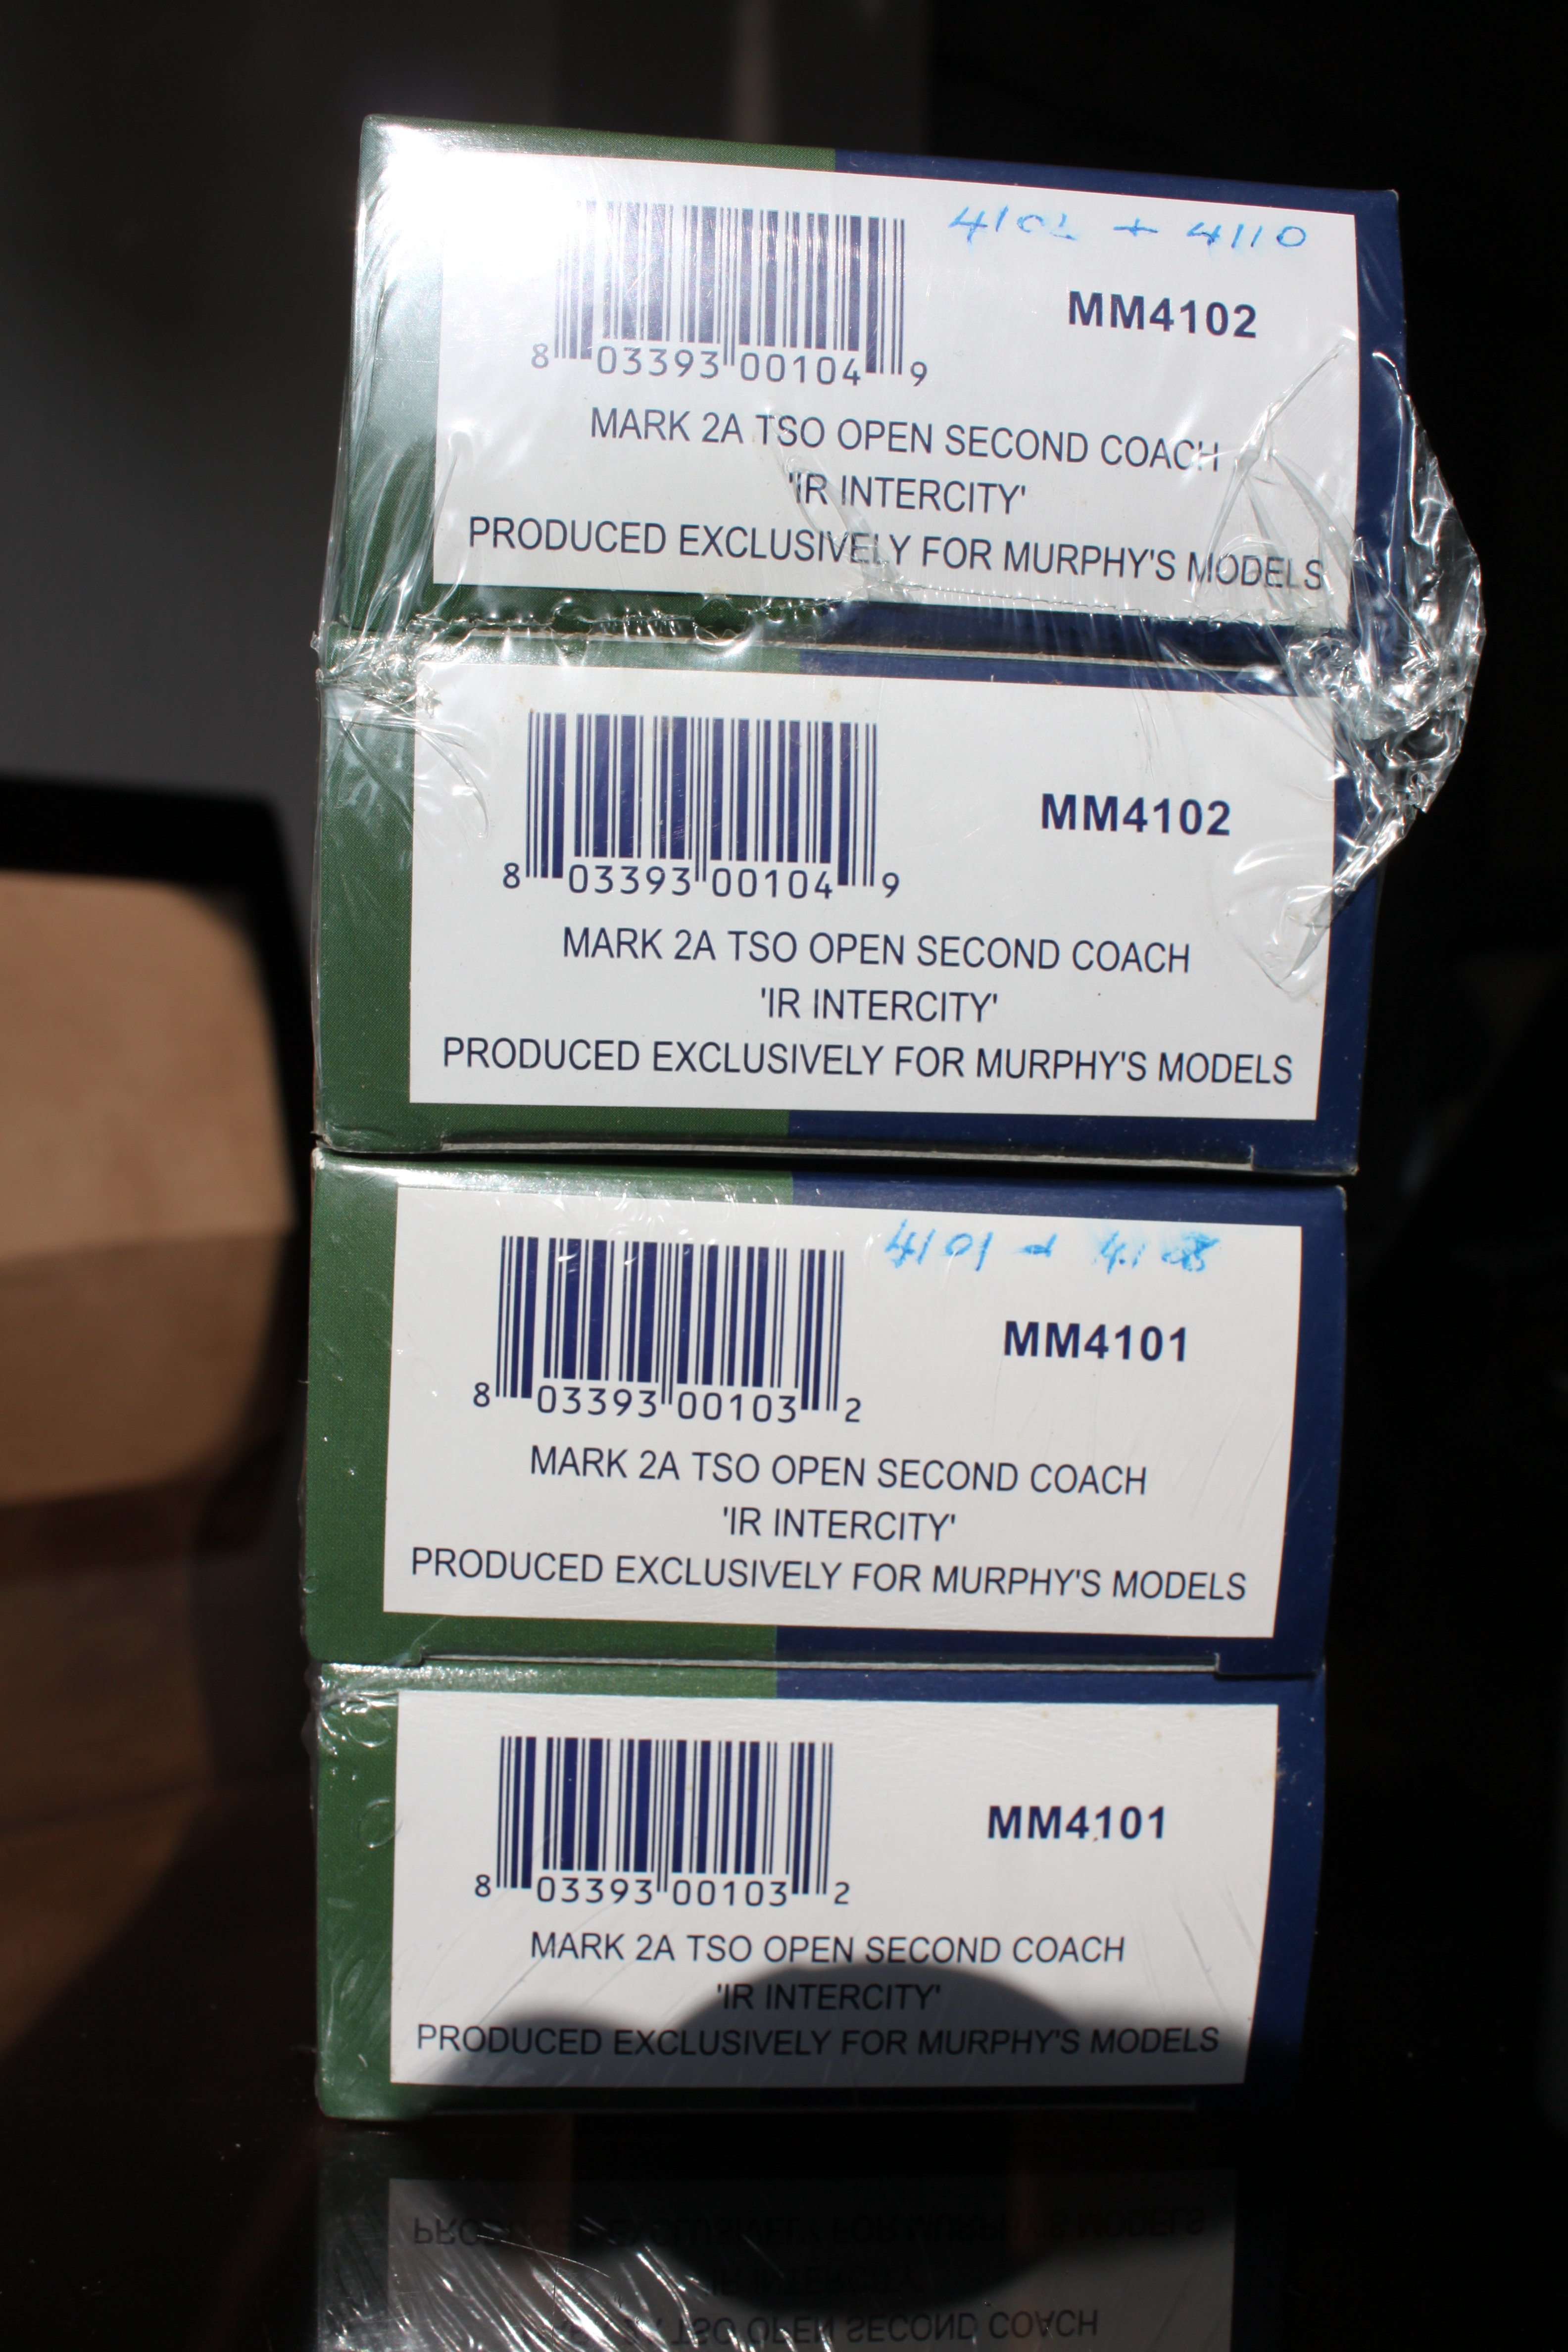 4102 + 4110
8 03393 00104 9
MM4102
MARK 2A TSO OPEN SECOND COACH
'IR INTERCITY'
PRODUCED EXCLUSIVELY FOR MURPHY'S MODELS
8 03393 00104 9
MM4102
MARK 2A TSO OPEN SECOND COACH
'IR INTERCITY'
PRODUCED EXCLUSIVELY FOR MURPHY'S MODELS
4101
8 03393 00103 2
MM4101
MARK 2A TSO OPEN SECOND COACH
'IR INTERCITY'
PRODUCED EXCLUSIVELY FOR MURPHY'S MODELS
8 03393 00103 2
MM4101
MARK 2A TSO OPEN SECOND COACH
'IR INTERCITY'
PRODUCED EXCLUSIVELY FOR MURPHY'S MODELS